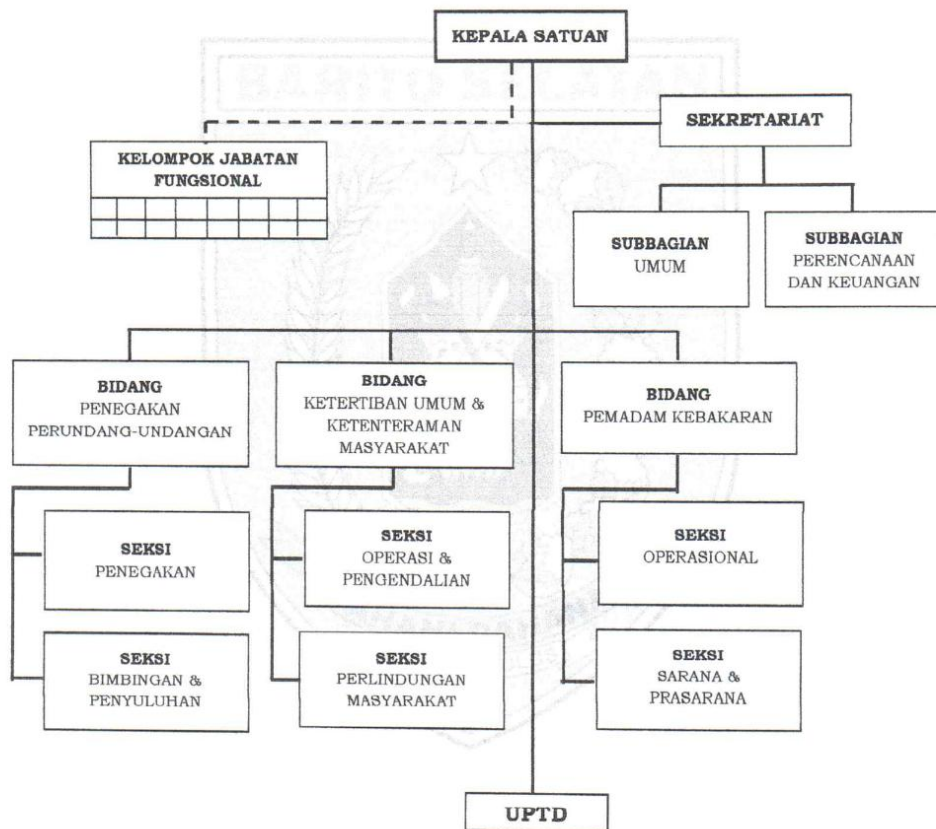 KEPALA SATUAN
BARITO SELATAN
SEKRETARIAT
KELOMPOK JABATAN
FUNGSIONAL
SUBBAGIAN
UMUM
SUBBAGIAN
PERENCANAAN
DAN KEUANGAN
BIDANG
PENEGAKAN
PERUNDANG-UNDANGAN
BIDANG
KETERTIBAN UMUM &
KETENTERAMAN
MASYARAKAT
BIDANG
PEMADAM KEBAKARAN
SEKSI
PENEGAKAN
SEKSI
OPERASI &
PENGENDALIAN
SEKSI
OPERASIONAL
SEKSI
BIMBINGAN &
PENYULUHAN
SEKSI
PERLINDUNGAN
MASYARAKAT
SEKSI
SARANA &
PRASARANA
UPTD